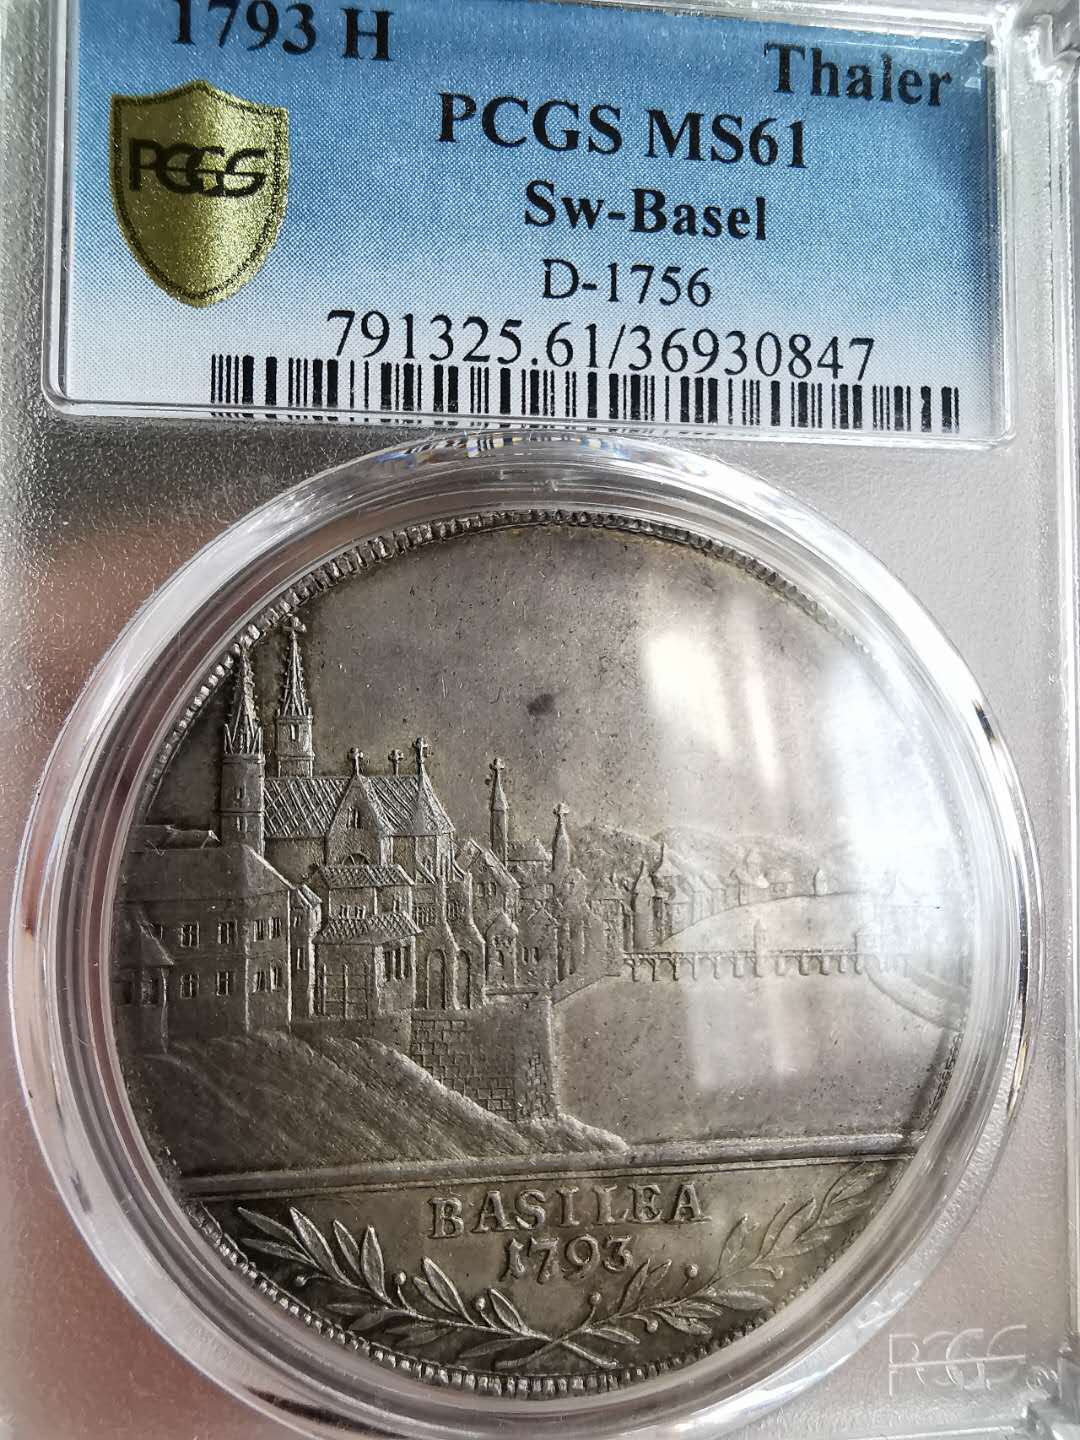 1793 H
Thaler
PCGS MS61
PCGS
Sw-Basel
D-1756
791325.61/36930847
BASILEA
1793
PCGS